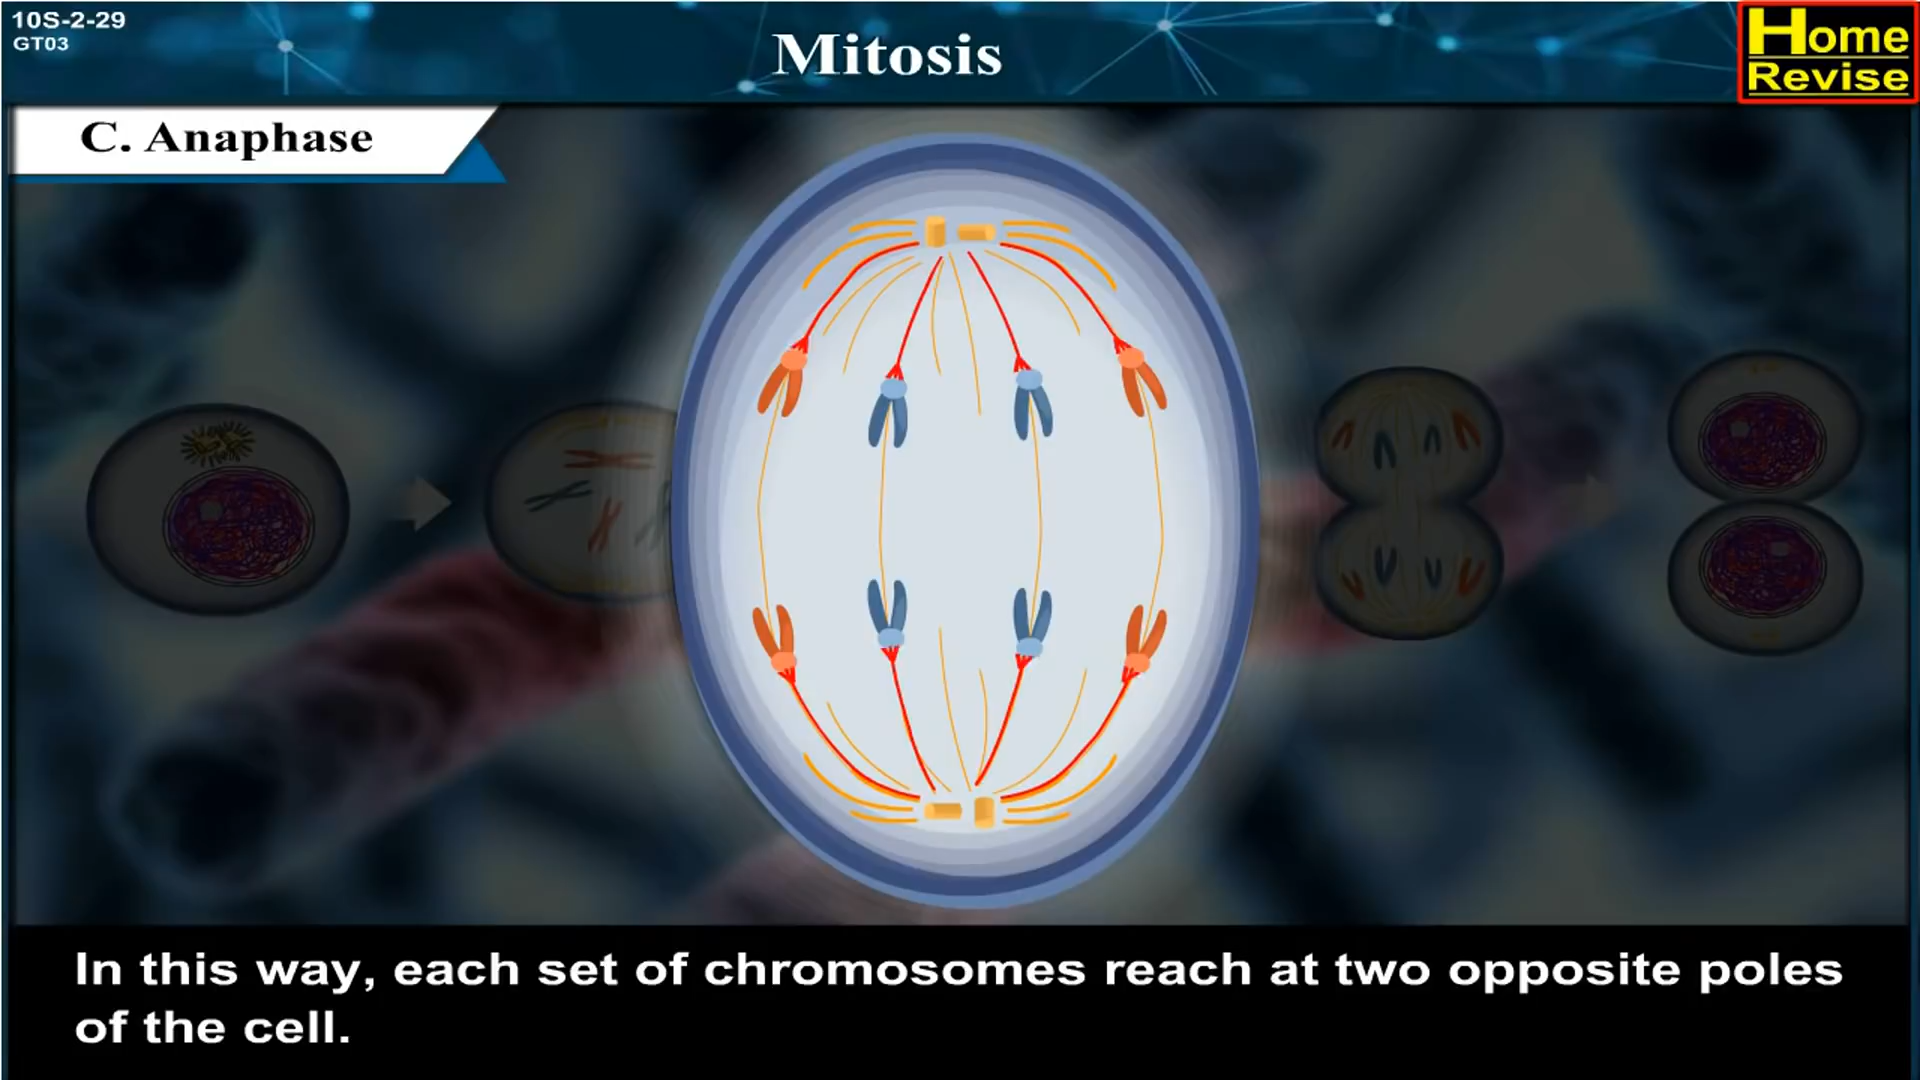 10S-2-29
GT03
Mitosis
Home
Revise
C. Anaphase
In this way, each set of chromosomes reach at two opposite poles
of the cell.